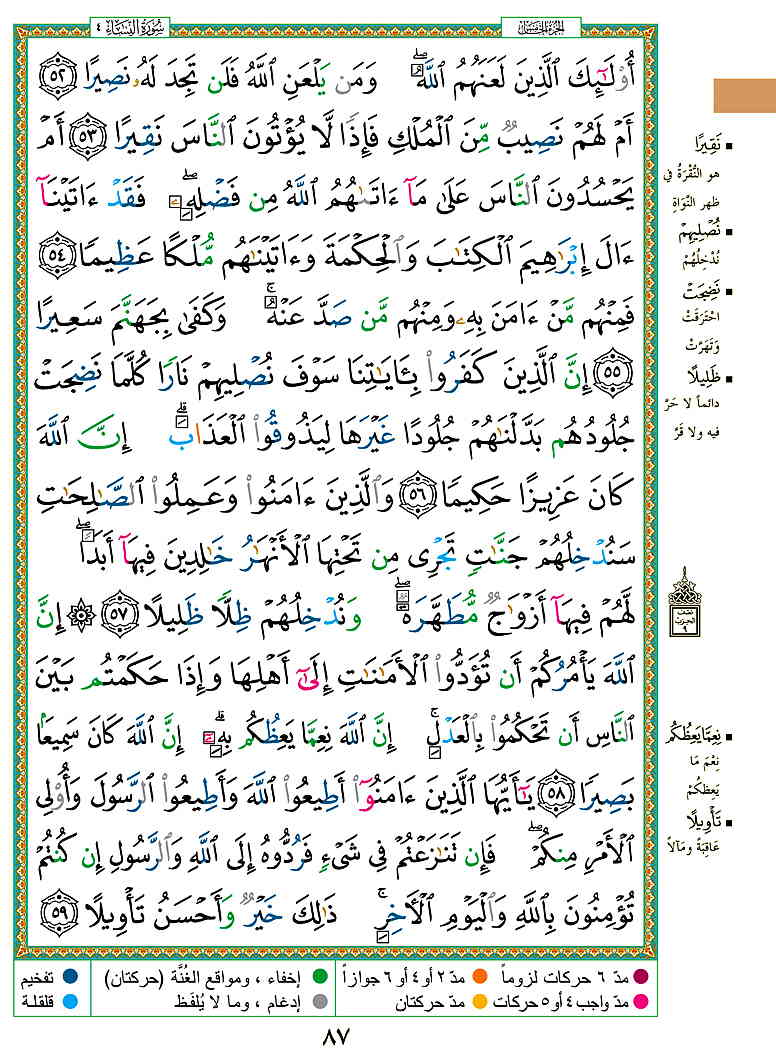 سُورَةُ النِّسَاءِ ٤
الجُزْءُ الخَامِسُ
أُو۟لَٰٓئِكَ ٱلَّذِينَ لَعَنَهُمُ ٱللَّهُۖ وَمَن يَلْعَنِ ٱللَّهُ فَلَن تَجِدَ لَهُۥ نَصِيرًا ٥٢
أَمْ لَهُمْ نَصِيبٌ مِّنَ ٱلْمُلْكِ فَإِذًا لَّا يُؤْتُونَ ٱلنَّاسَ نَقِيرًا ٥٣ أَمْ
يَحْسُدُونَ ٱلنَّاسَ عَلَىٰ مَآ ءَاتَىٰهُمُ ٱللَّهُ مِن فَضْلِهِۦۖ فَقَدْ ءَاتَيْنَآ
ءَالَ إِبْرَٰهِيمَ ٱلْكِتَٰبَ وَٱلْحِكْمَةَ وَءَاتَيْنَٰهُم مُّلْكًا عَظِيمًا ٥٤
فَمِنْهُم مَّنْ ءَامَنَ بِهِۦ وَمِنْهُم مَّن صَدَّ عَنْهُۚ وَكَفَىٰ بِجَهَنَّمَ سَعِيرًا
٥٥ إِنَّ ٱلَّذِينَ كَفَرُوا۟ بِـَٔايَٰتِنَا سَوْفَ نُصْلِيهِمْ نَارًا كُلَّمَا نَضِجَتْ
جُلُودُهُم بَدَّلْنَٰهُمْ جُلُودًا غَيْرَهَا لِيَذُوقُوا۟ ٱلْعَذَابَۗ إِنَّ ٱللَّهَ
كَانَ عَزِيزًا حَكِيمًا ٥٦ وَٱلَّذِينَ ءَامَنُوا۟ وَعَمِلُوا۟ ٱلصَّٰلِحَٰتِ
سَنُدْخِلُهُمْ جَنَّٰتٍ تَجْرِى مِن تَحْتِهَا ٱلْأَنْهَٰرُ خَٰلِدِينَ فِيهَآ أَبَدًاۖ
لَّهُمْ فِيهَآ أَزْوَٰجٌ مُّطَهَّرَةٌۖ وَنُدْخِلُهُمْ ظِلًّا ظَلِيلًا ٥٧ ۞ إِنَّ
ٱللَّهَ يَأْمُرُكُمْ أَن تُؤَدُّوا۟ ٱلْأَمَٰنَٰتِ إِلَىٰٓ أَهْلِهَا وَإِذَا حَكَمْتُم بَيْنَ
ٱلنَّاسِ أَن تَحْكُمُوا۟ بِٱلْعَدْلِۚ إِنَّ ٱللَّهَ نِعِمَّا يَعِظُكُم بِهِۦٓۗ إِنَّ ٱللَّهَ كَانَ سَمِيعًۢا
بَصِيرًا ٥٨ يَٰٓأَيُّهَا ٱلَّذِينَ ءَامَنُوٓا۟ أَطِيعُوا۟ ٱللَّهَ وَأَطِيعُوا۟ ٱلرَّسُولَ وَأُو۟لِى
ٱلْأَمْرِ مِنكُمْۖ فَإِن تَنَٰزَعْتُمْ فِى شَىْءٍ فَرُدُّوهُ إِلَى ٱللَّهِ وَٱلرَّسُولِ إِن كُنتُمْ
تُؤْمِنُونَ بِٱللَّهِ وَٱلْيَوْمِ ٱلْءَاخِرِۚ ذَٰلِكَ خَيْرٌ وَأَحْسَنُ تَأْوِيلًا ٥٩
نَقِيرًا
هو النُّقْرَةُ في
ظهر النَّوَاةِ
نُصْلِيهِمْ
نُدْخِلُهُمْ
نَضِجَتْ
احْتَرَقَتْ
وَتَهَرَّتْ
ظَلِيلًا
دائماً لا حَرَّ
فيه ولا قَرَّ
نصف
الحزب
٩
نِعِمَّا يَعِظُكُم
نِعْمَ مَا
يَعِظكُمْ
تَأْوِيلًا
عَاقِبَةً ومَآلاً
مدّ ٦ حركات لزوماً
مدّ ٢ أو ٤ أو ٦ جوازاً
إخفاء ، ومواقع الغُنَّة (حركتان)
تفخيم
مدّ واجب ٤ أو ٥ حركات
مدّ حركتان
إدغام ، وما لا يُلفَظ
قلقلة
٨٧